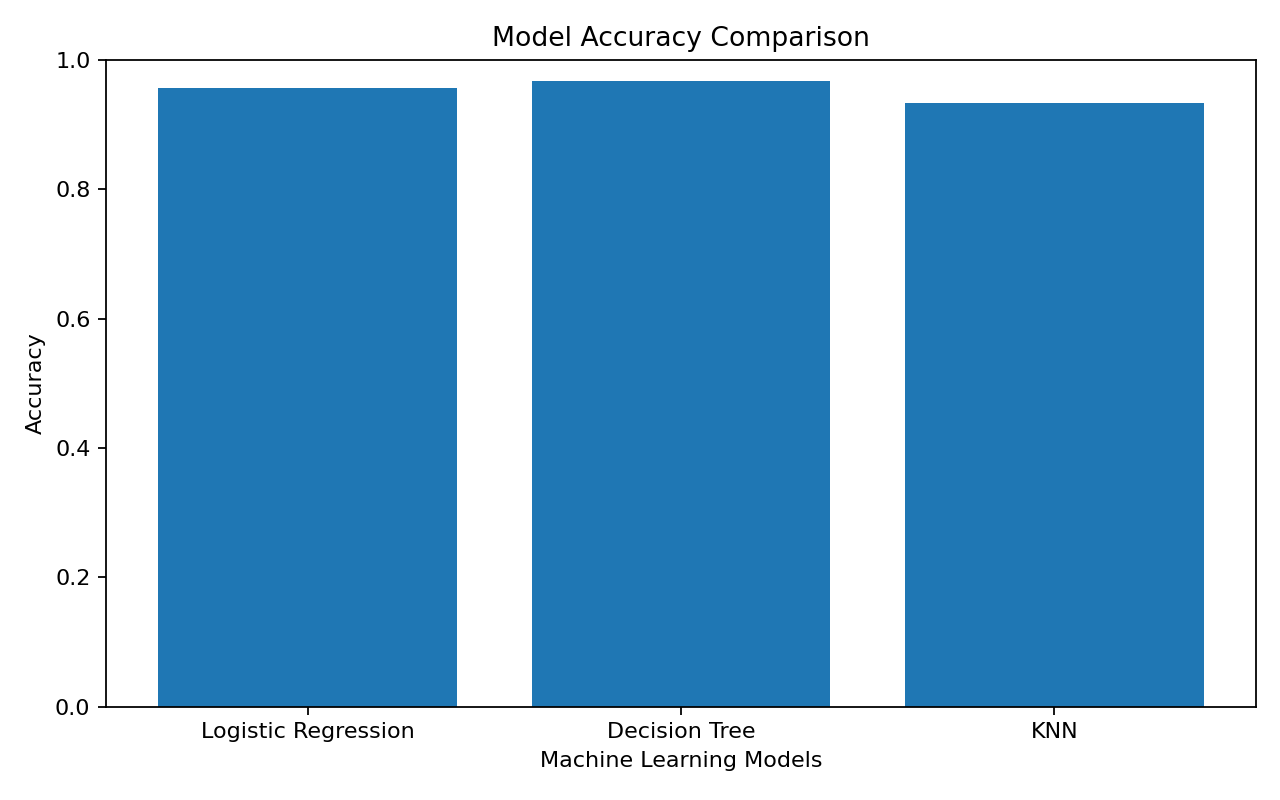 Model Accuracy Comparison
1.0
0.8
0.6
0.4
0.2
0.0
Accuracy
Logistic Regression
Decision Tree
KNN
Machine Learning Models